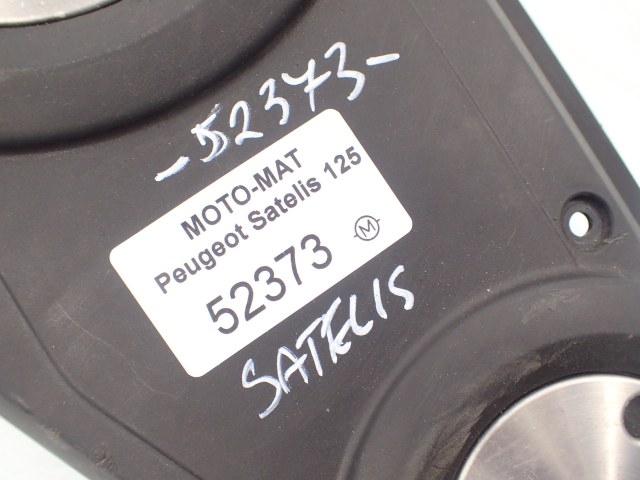 -52373-
MOTO-MAT
Peugeot Satelis 125
52373 M
SATELIS